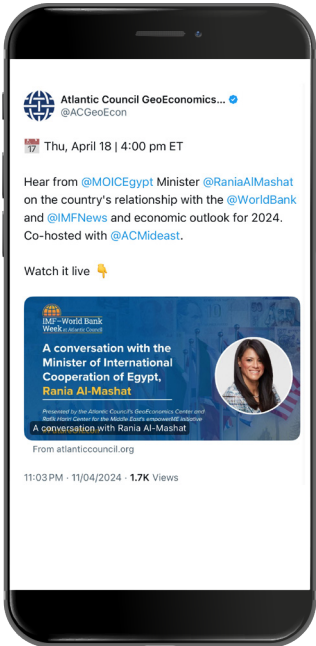 Atlantic Council GeoEconomics...
@ACGeoEcon
17 Thu, April 18 | 4:00 pm ET
Hear from @MOICEgypt Minister @RaniaAlMashat
on the country's relationship with the @WorldBank
and @IMFNews and economic outlook for 2024.
Co-hosted with @ACMideast.
Watch it live 👇
IMF–World Bank
Week at Atlantic Council
A conversation with the
Minister of International
Cooperation of Egypt,
Rania Al-Mashat
Presented by the Atlantic Council's GeoEconomics Center and
Rafik Hariri Center for the Middle East's empowerME initiative
A conversation with Rania Al-Mashat
From atlanticcouncil.org
11:03 PM · 11/04/2024 · 1.7K Views